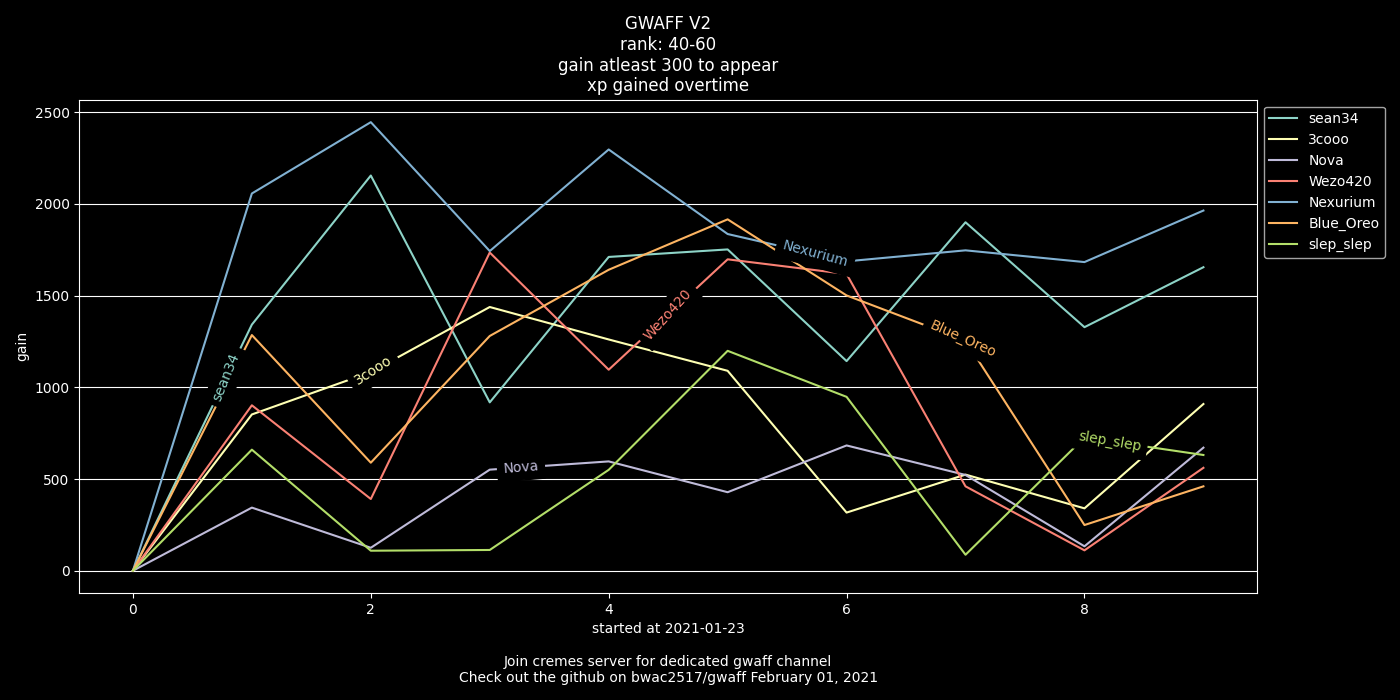 GWAFF V2
rank: 40-60
gain atleast 300 to appear
xp gained overtime
2500
2000
1500
1000
500
0
gain
0
2
4
6
8
started at 2021-01-23
sean34
3cooo
Nova
Wezo420
Nexurium
Blue_Oreo
slep_slep
sean34
3cooo
Nova
Wezo420
Nexurium
Blue_Oreo
slep_slep
Join cremes server for dedicated gwaff channel
Check out the github on bwac2517/gwaff February 01, 2021